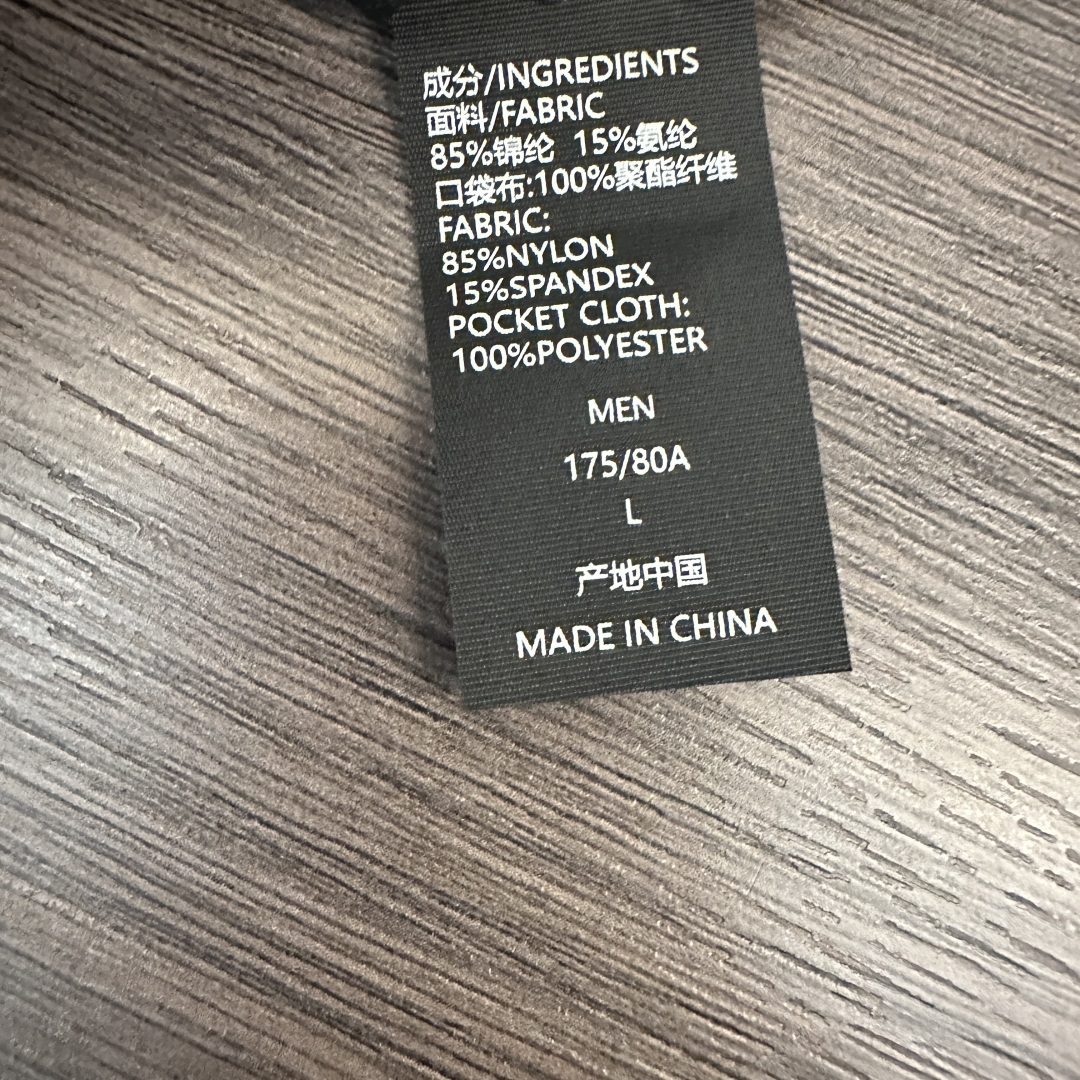 成分/INGREDIENTS
面料/FABRIC
85%锦纶 15%氨纶
口袋布:100%聚酯纤维
FABRIC:
85%NYLON
15%SPANDEX
POCKET CLOTH:
100%POLYESTER
MEN
175/80A
L
产地中国
MADE IN CHINA